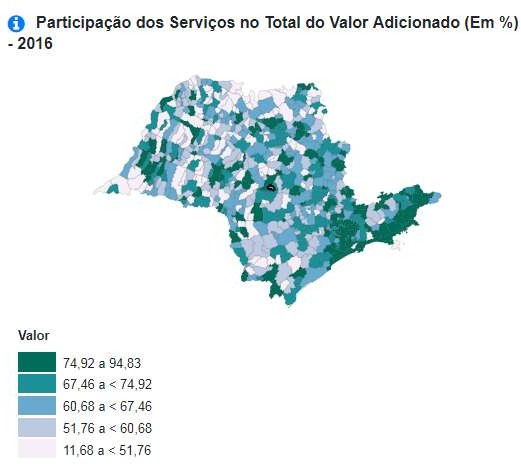 Participação dos Serviços no Total do Valor Adicionado (Em %)
- 2016
Valor
74,92 a 94,83
67,46 a < 74,92
60,68 a < 67,46
51,76 a < 60,68
11,68 a < 51,76